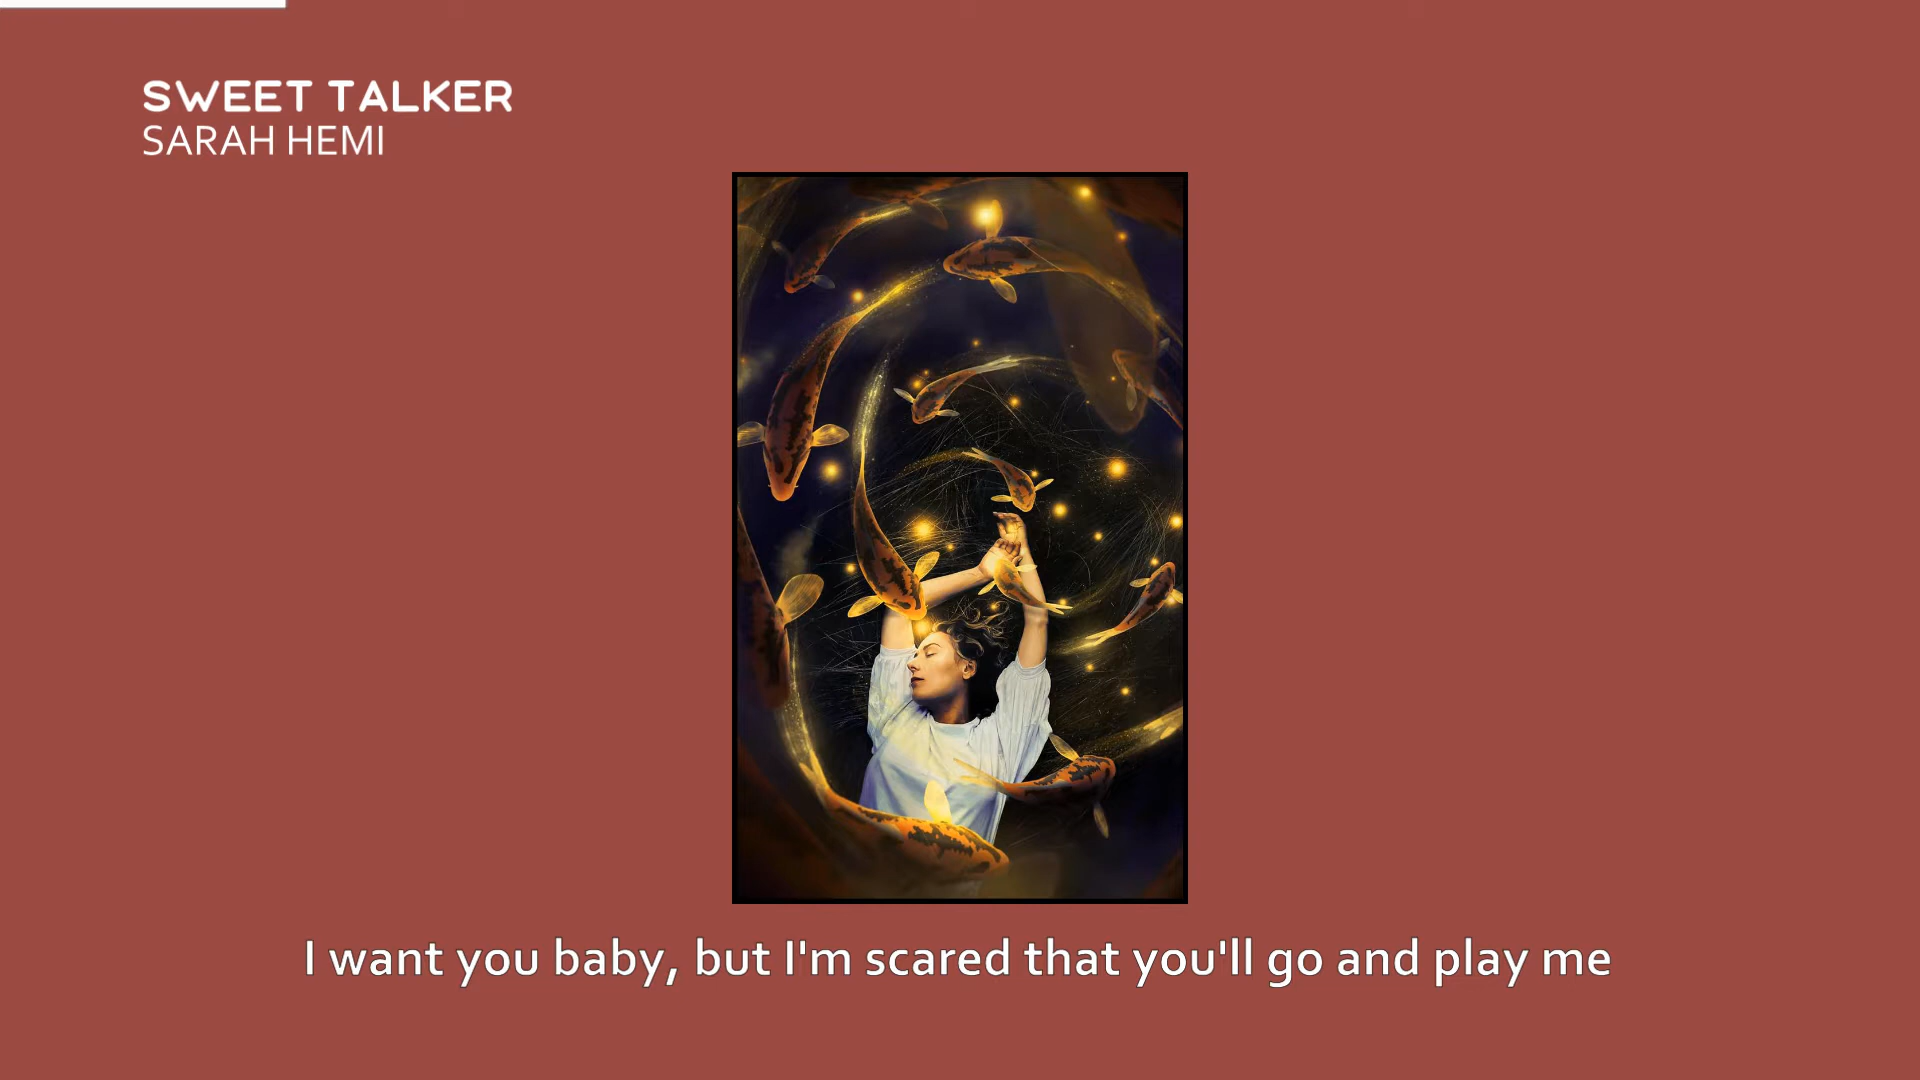 SWEET TALKER
SARAH HEMI
I want you baby, but I'm scared that you'll go and play me